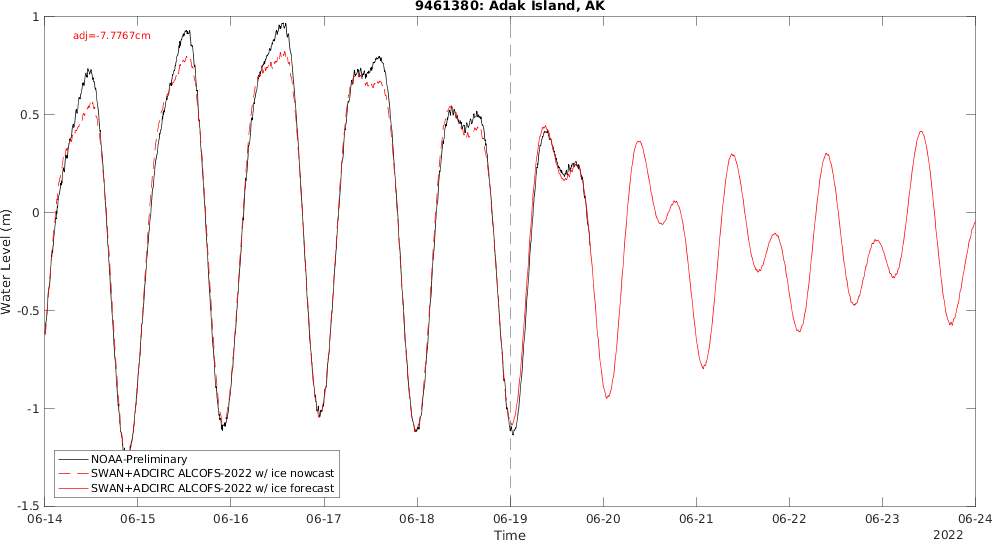 9461380: Adak Island, AK
adj=-7.7767cm
1
0.5
0
-0.5
-1
-1.5
Water Level (m)
NOAA-Preliminary
SWAN+ADCIRC ALCOFS-2022 w/ ice nowcast
SWAN+ADCIRC ALCOFS-2022 w/ ice forecast
06-14 06-15 06-16 06-17 06-18 06-19 06-20 06-21 06-22 06-23 06-24
Time
2022